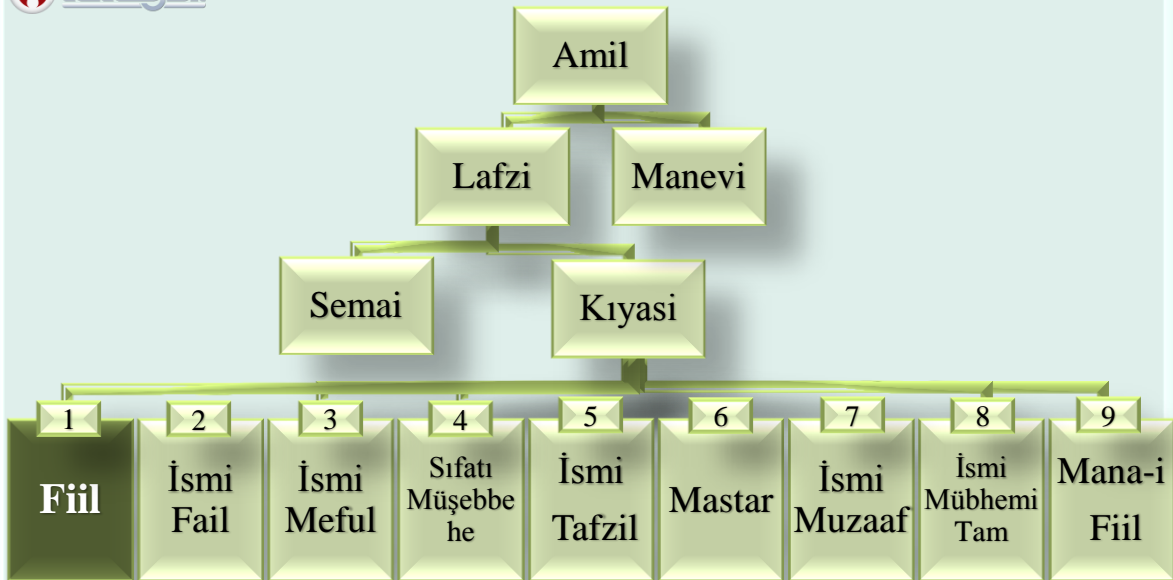 Amil
Lafzi
Manevi
Semai
Kıyasi
1
2
3
4
5
6
7
8
9
Fiil
İsmi
Fail
İsmi
Meful
Sıfatı
Müşebbe
he
İsmi
Tafzil
Mastar
İsmi
Muzaaf
İsmi
Mübhemi
Tam
Mana-i
Fiil